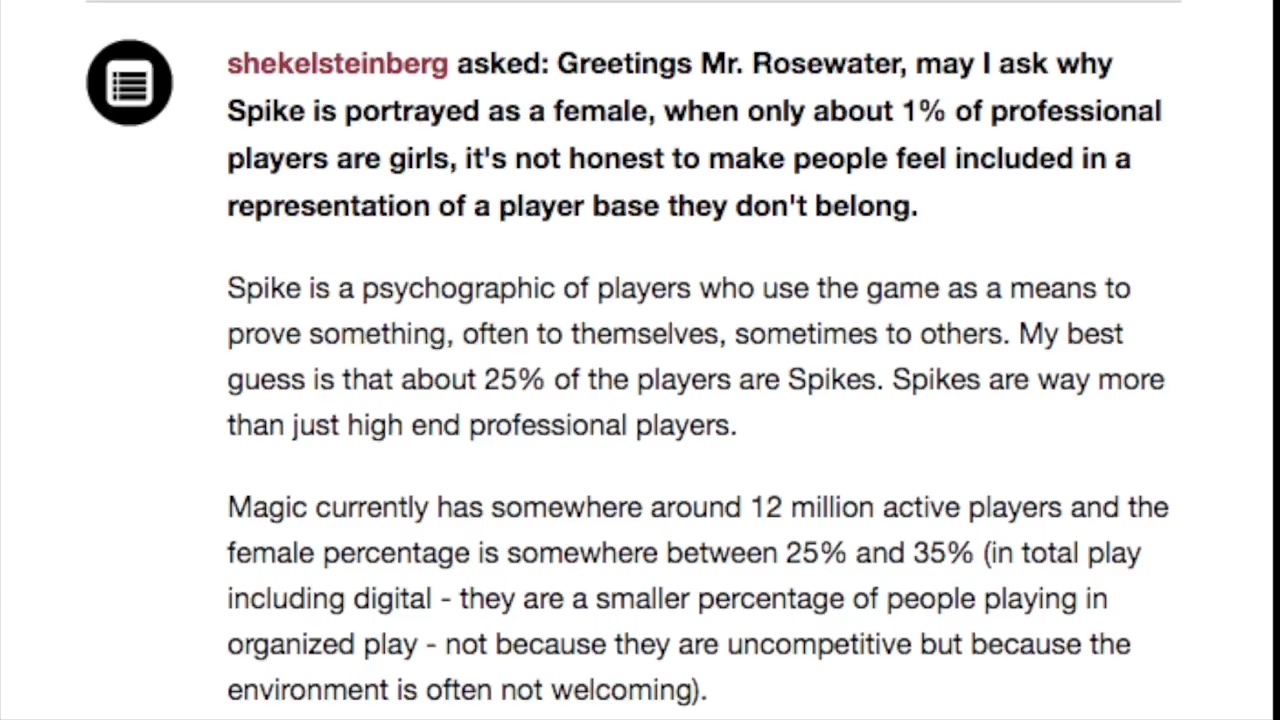 shekelsteinberg asked: Greetings Mr. Rosewater, may I ask why
Spike is portrayed as a female, when only about 1% of professional
players are girls, it's not honest to make people feel included in a
representation of a player base they don't belong.
Spike is a psychographic of players who use the game as a means to
prove something, often to themselves, sometimes to others. My best
guess is that about 25% of the players are Spikes. Spikes are way more
than just high end professional players.
Magic currently has somewhere around 12 million active players and the
female percentage is somewhere between 25% and 35% (in total play
including digital - they are a smaller percentage of people playing in
organized play - not because they are uncompetitive but because the
environment is often not welcoming).